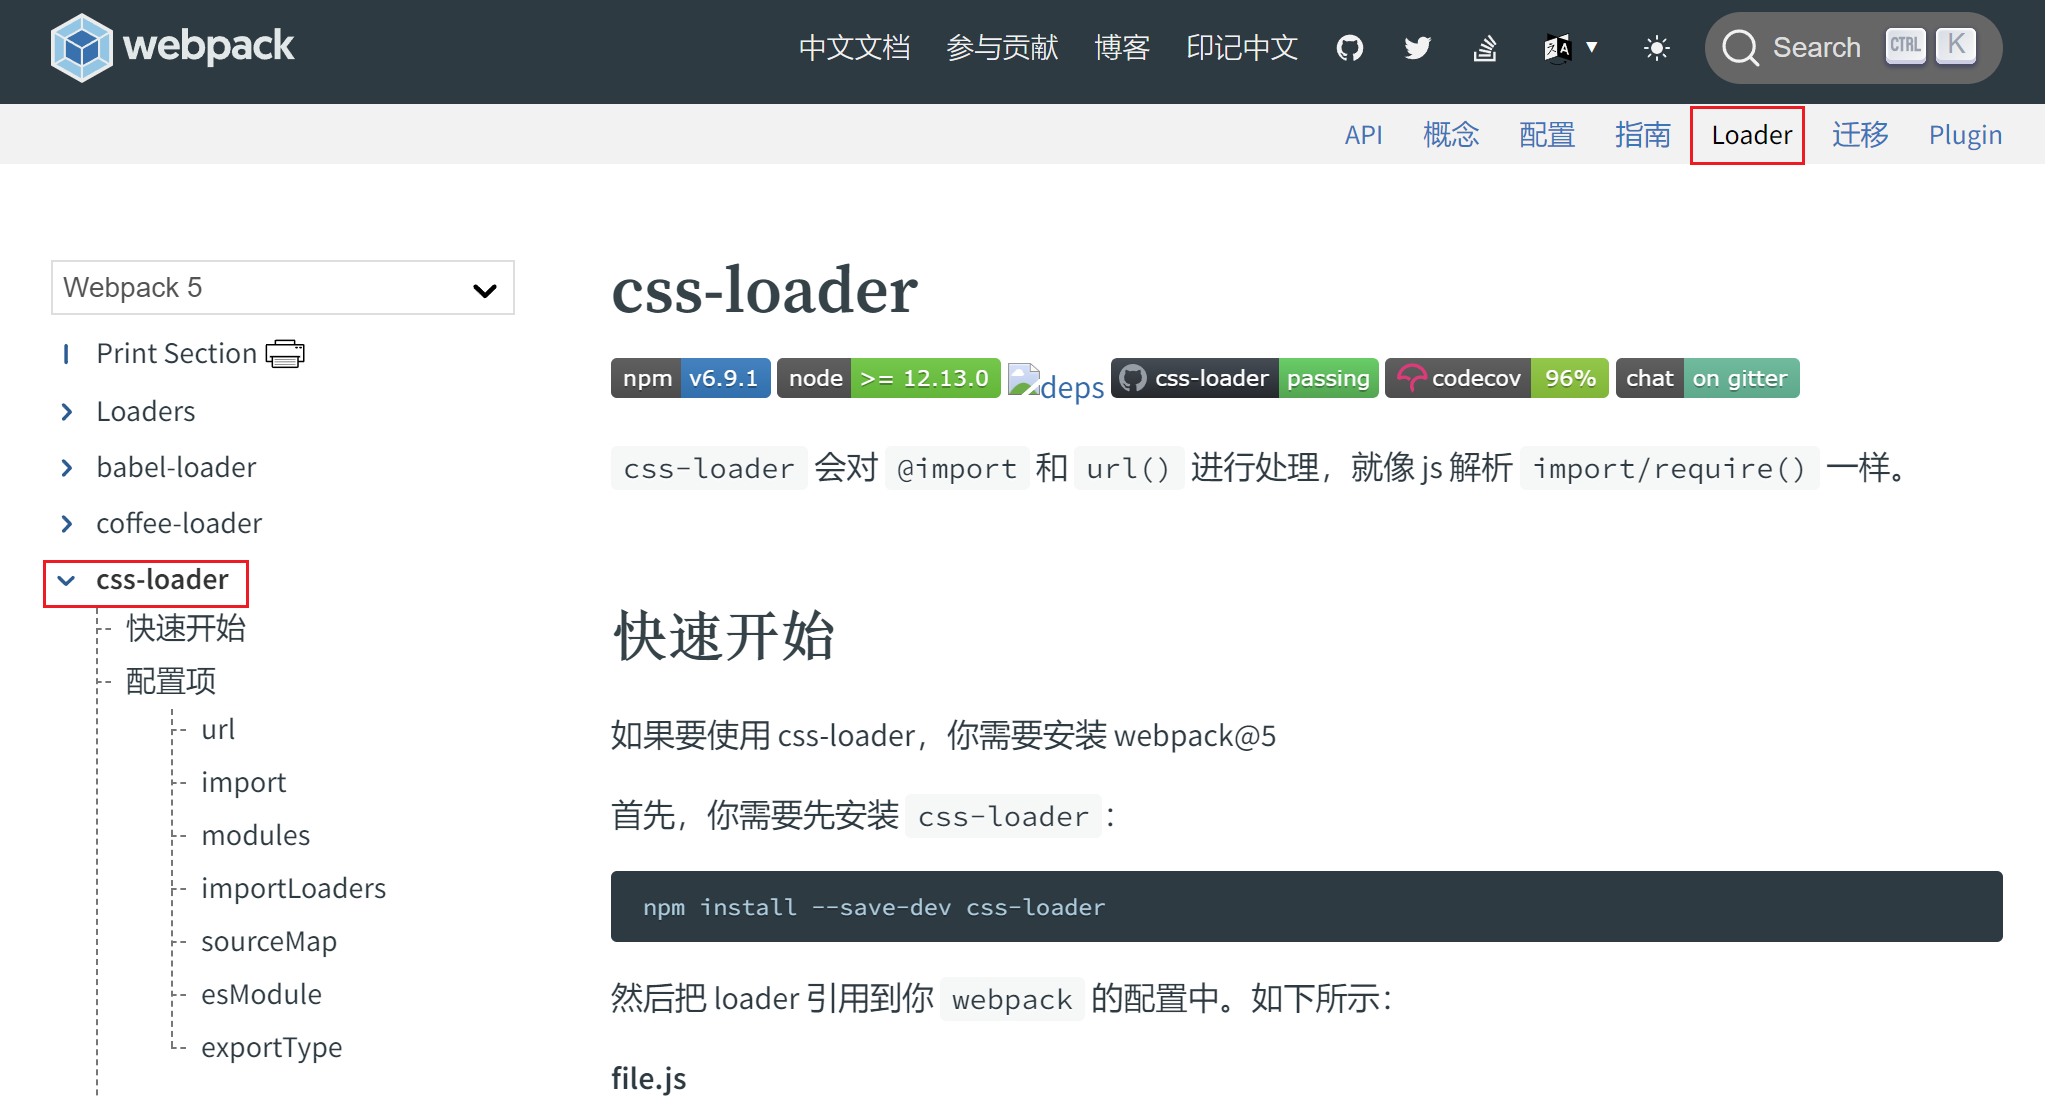 webpack
中文文档 参与贡献 博客 印记中文 Search CTRL K
API 概念 配置 指南 Loader 迁移 Plugin
Webpack 5
Print Section
Loaders
babel-loader
coffee-loader
css-loader
快速开始
配置项
url
import
modules
importLoaders
sourceMap
esModule
exportType
css-loader
npm v6.9.1 node >= 12.13.0 deps css-loader passing codecov 96% chat on gitter
css-loader 会对 @import 和 url() 进行处理，就像 js 解析 import/require() 一样。
快速开始
如果要使用 css-loader，你需要安装 webpack@5
首先，你需要先安装 css-loader：
npm install --save-dev css-loader
然后把 loader 引用到你 webpack 的配置中。如下所示：
file.js